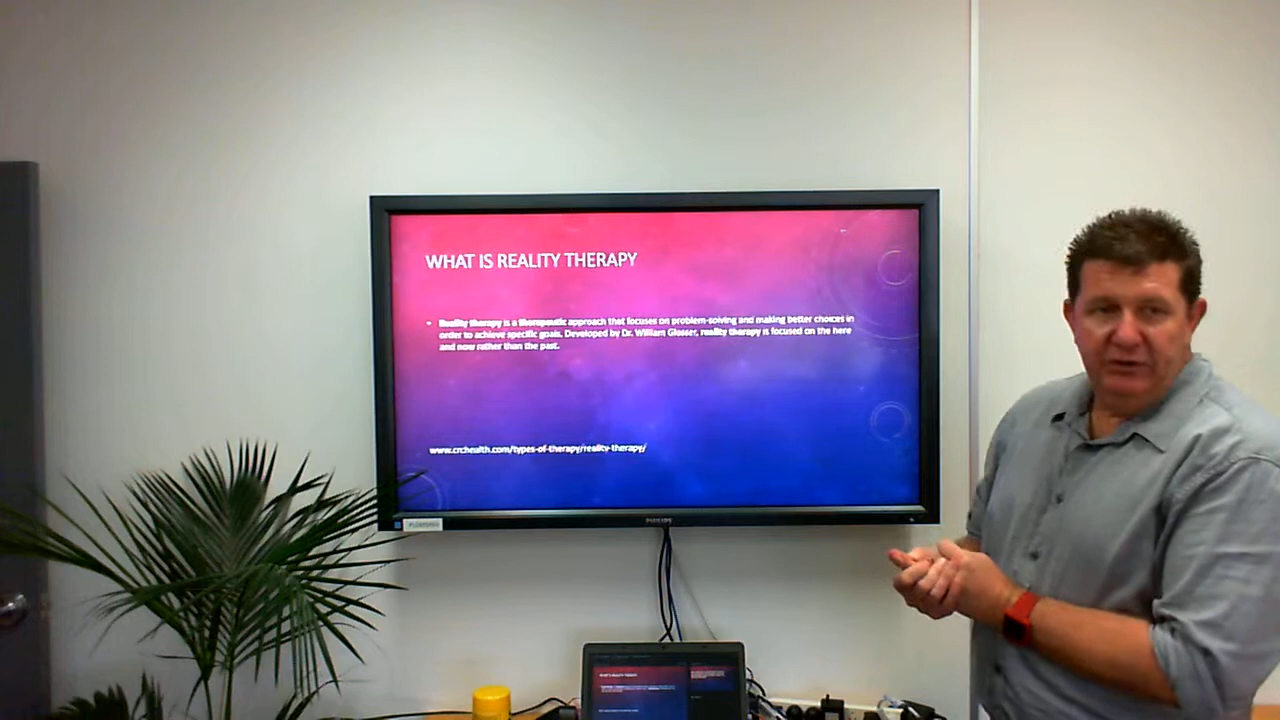 WHAT IS REALITY THERAPY
Reality therapy is a therapeutic approach that focuses on problem-solving and making better choices in
order to achieve specific goals. Developed by Dr. William Glasser, reality therapy is focused on the here
and now rather than the past.
www.crchealth.com/types-of-therapy/reality-therapy/
PHILIPS